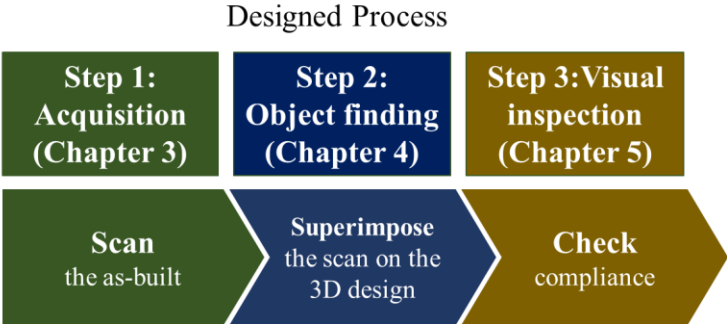 Designed Process
Step 1:
Acquisition
(Chapter 3)
Step 2:
Object finding
(Chapter 4)
Step 3:Visual
inspection
(Chapter 5)
Scan
the as-built
Superimpose
the scan on the
3D design
Check
compliance